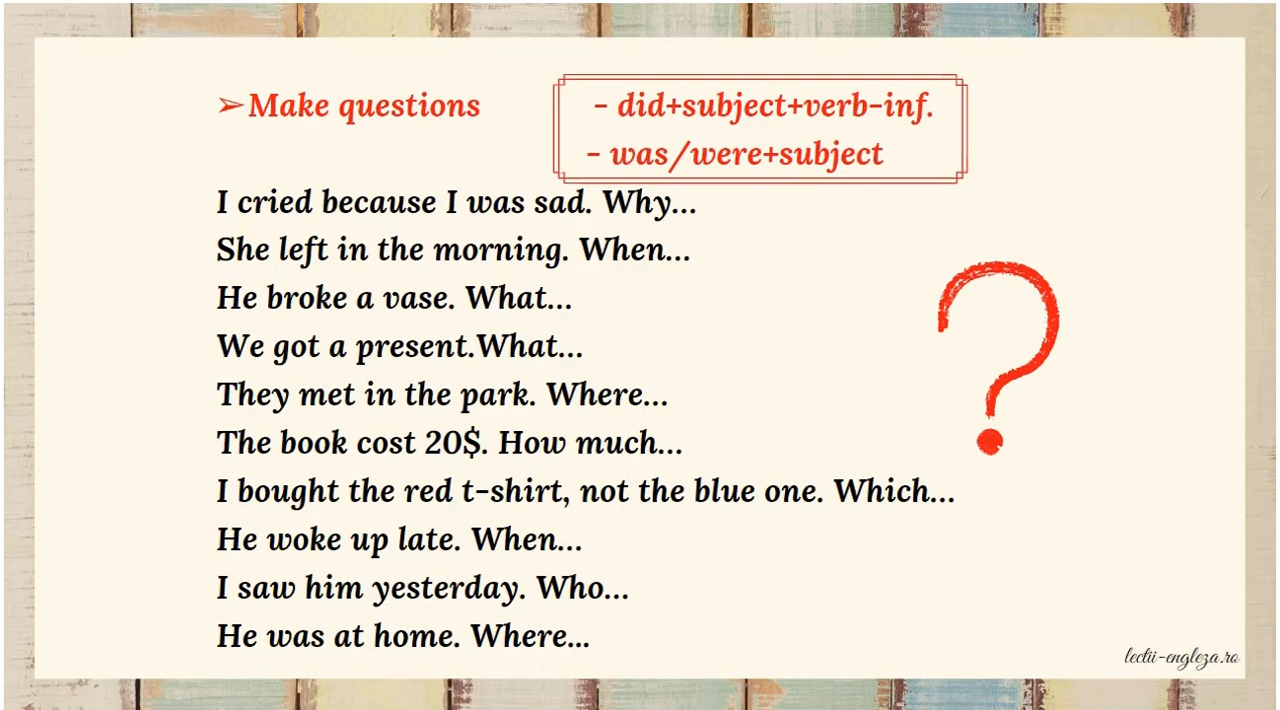 ➢Make questions
- did+subject+verb-inf.
- was/were+subject
I cried because I was sad. Why...
She left in the morning. When...
He broke a vase. What...
We got a present.What...
They met in the park. Where...
The book cost 20$. How much...
I bought the red t-shirt, not the blue one. Which...
He woke up late. When...
I saw him yesterday. Who...
He was at home. Where...
?
lectii-engleza.ro